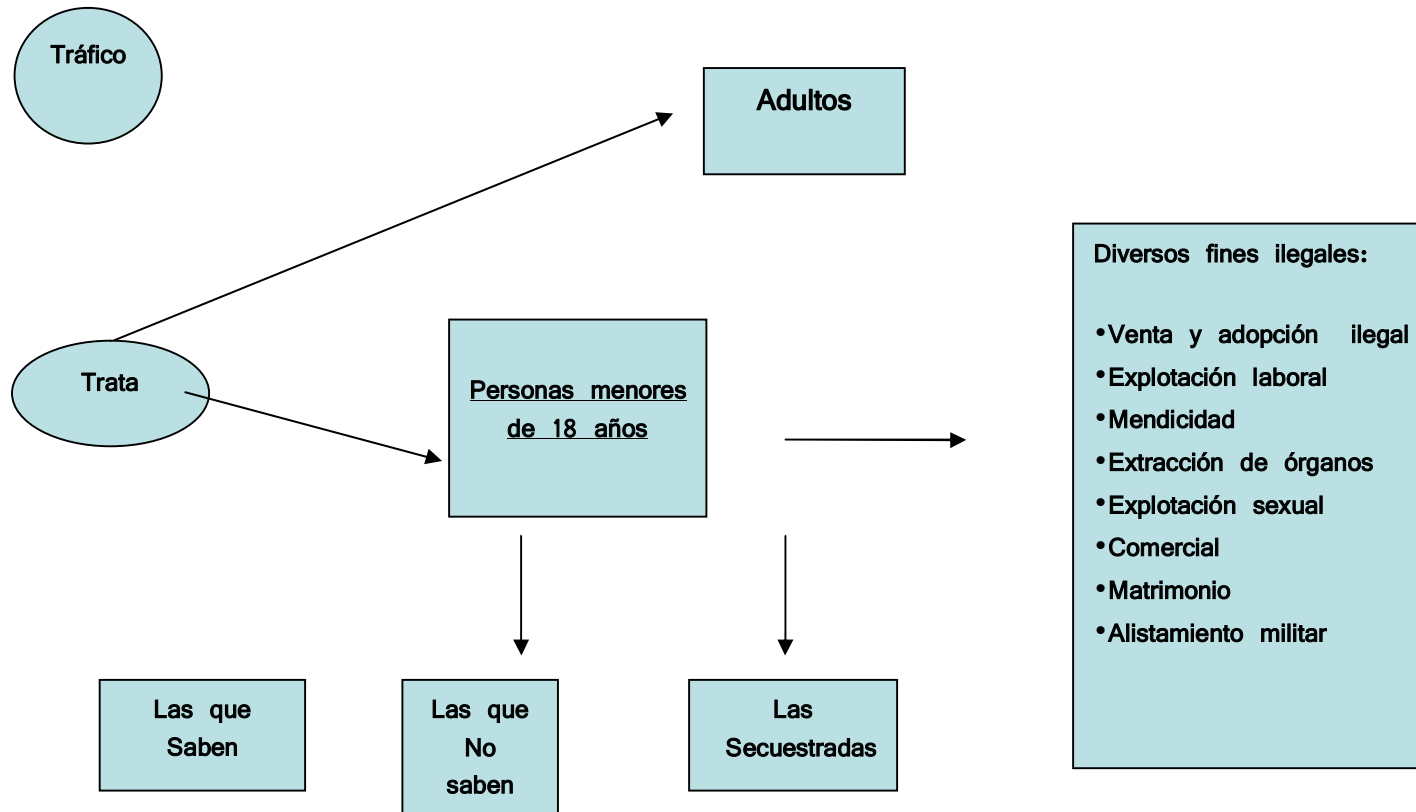 Tráfico
Adultos
Trata
Personas menores
de 18 años
Diversos fines ilegales:
•Venta y adopción ilegal
•Explotación laboral
•Mendicidad
•Extracción de órganos
•Explotación sexual
•Comercial
•Matrimonio
•Alistamiento militar
Las que
Saben
Las que
No
saben
Las
Secuestradas